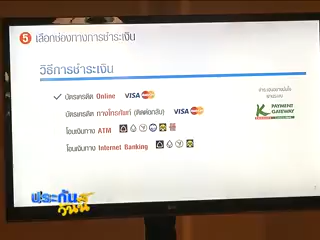 5 เลือกช่องทางการชำระเงิน
วิธีการชำระเงิน
บัตรเครดิต Online VISA
บัตรเครดิต ทางโทรศัพท์ (ติดต่อกลับ) VISA
โอนเงินทาง ATM
โอนเงินทาง Internet Banking
K PAYMENT GATEWAY
ประกันวันนี้